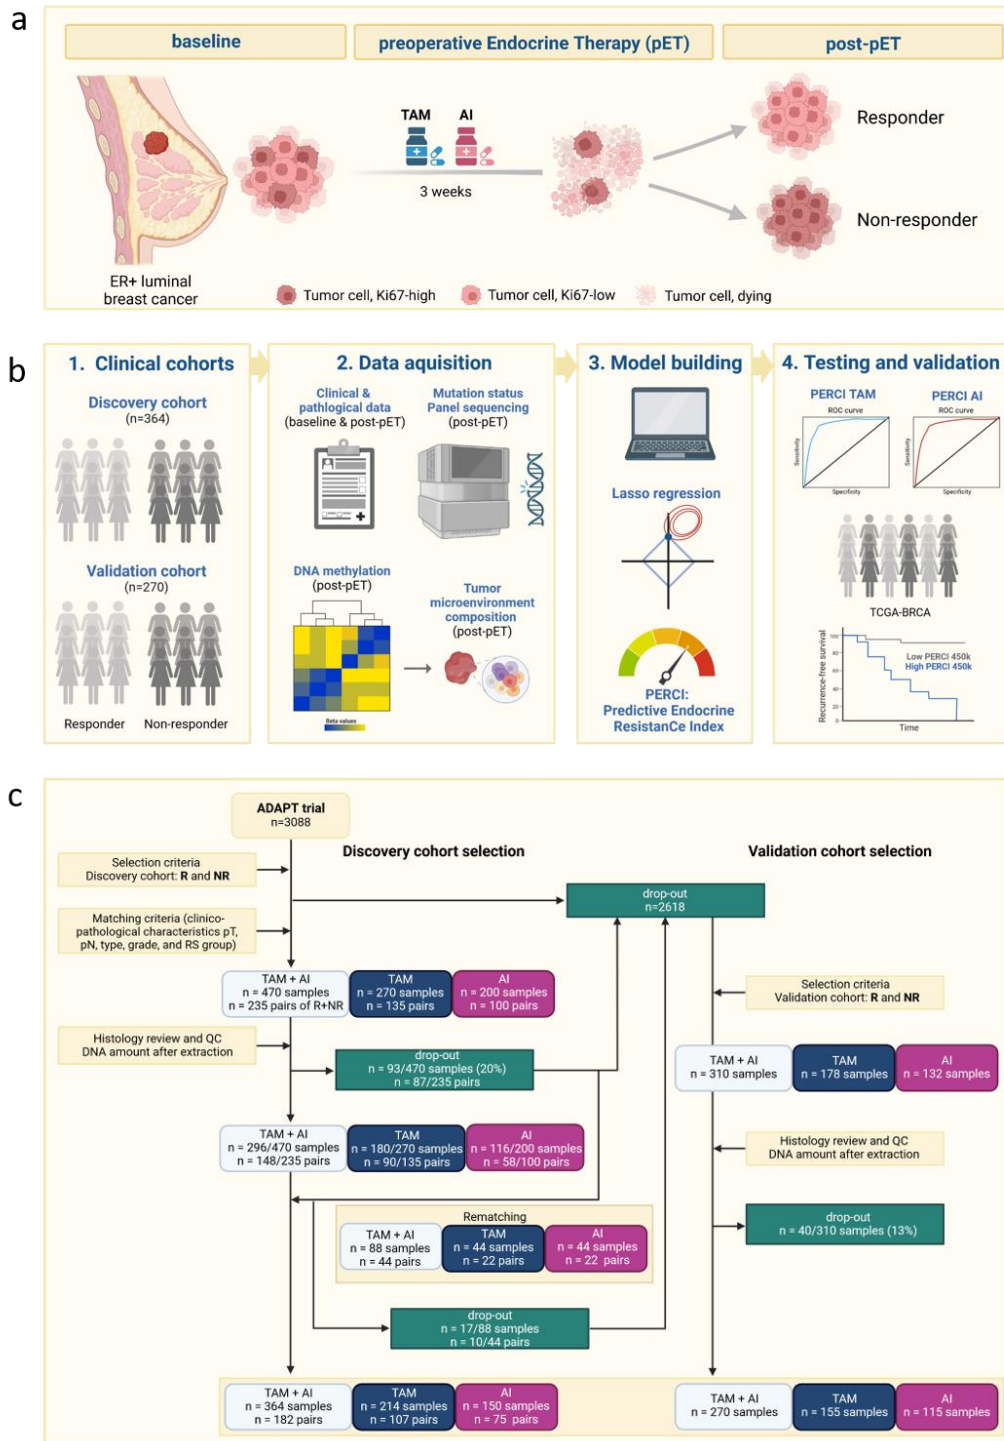 a
baseline
preoperative Endocrine Therapy (pET)
post-pET
TAM
AI
3 weeks
Responder
Non-responder
ER+ luminal
breast cancer
Tumor cell, Ki67-high
Tumor cell, Ki67-low
Tumor cell, dying
b
1. Clinical cohorts
Discovery cohort
(n=364)
Validation cohort
(n=270)
Responder
Non-responder
2. Data aquisition
Clinical &
pathlogical data
(baseline & post-pET)
Mutation status
Panel sequencing
(post-pET)
DNA methylation
(post-pET)
Beta values
Tumor
microenvironment
composition
(post-pET)
3. Model building
Lasso regression
PERCI:
Predictive Endocrine
ResistanCe Index
4. Testing and validation
PERCI TAM
ROC curve
Sensitivity
Specificity
PERCI AI
ROC curve
Sensitivity
Specificity
TCGA-BRCA
Recurrence-free survival
100
80
60
40
20
0
Low PERCI 450k
High PERCI 450k
Time
c
ADAPT trial
n=3088
Discovery cohort selection
Validation cohort selection
Selection criteria
Discovery cohort: R and NR
drop-out
n=2618
Matching criteria (clinico-
pathological characteristics pT,
pN, type, grade, and RS group)
TAM + AI
n = 470 samples
n = 235 pairs of R+NR
TAM
n = 270 samples
n = 135 pairs
AI
n = 200 samples
n = 100 pairs
Selection criteria
Validation cohort: R and NR
Histology review and QC
DNA amount after extraction
drop-out
n = 93/470 samples (20%)
n = 87/235 pairs
TAM + AI
n = 310 samples
TAM
n = 178 samples
AI
n = 132 samples
TAM + AI
n = 296/470 samples
n = 148/235 pairs
TAM
n = 180/270 samples
n = 90/135 pairs
AI
n = 116/200 samples
n = 58/100 pairs
Histology review and QC
DNA amount after extraction
Rematching
TAM + AI
n = 88 samples
n = 44 pairs
TAM
n = 44 samples
n = 22 pairs
AI
n = 44 samples
n = 22 pairs
drop-out
n = 40/310 samples (13%)
drop-out
n = 17/88 samples
n = 10/44 pairs
TAM + AI
n = 364 samples
n = 182 pairs
TAM
n = 214 samples
n = 107 pairs
AI
n = 150 samples
n = 75 pairs
TAM + AI
n = 270 samples
TAM
n = 155 samples
AI
n = 115 samples